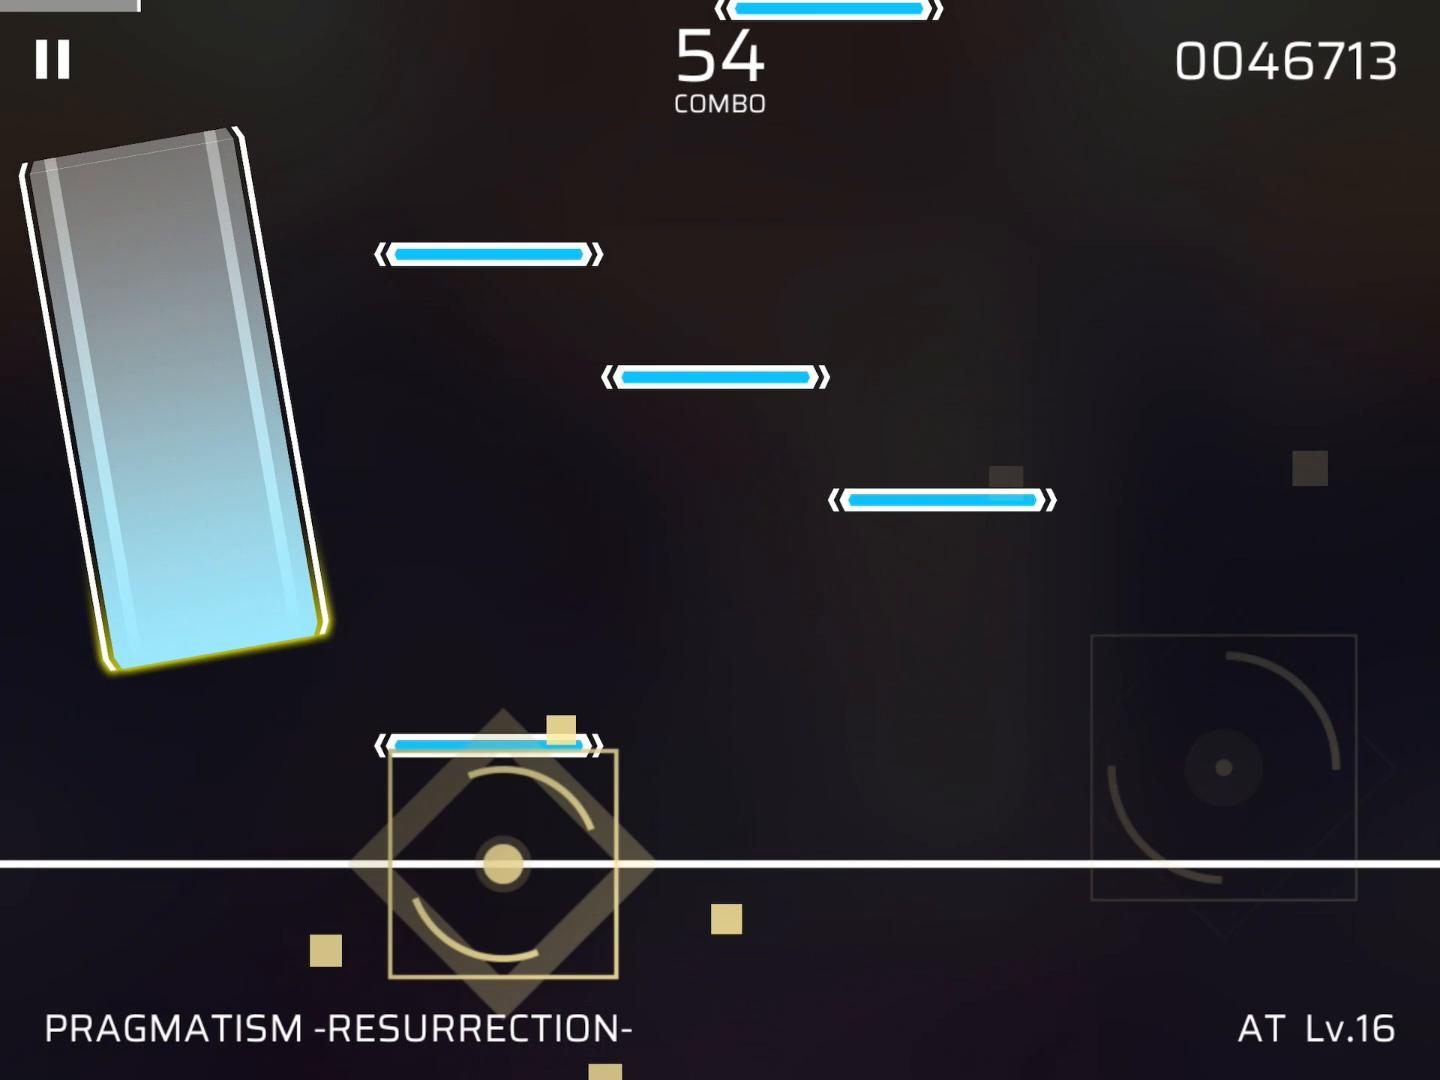 54
COMBO
0046713
PRAGMATISM -RESURRECTION-
AT Lv.16